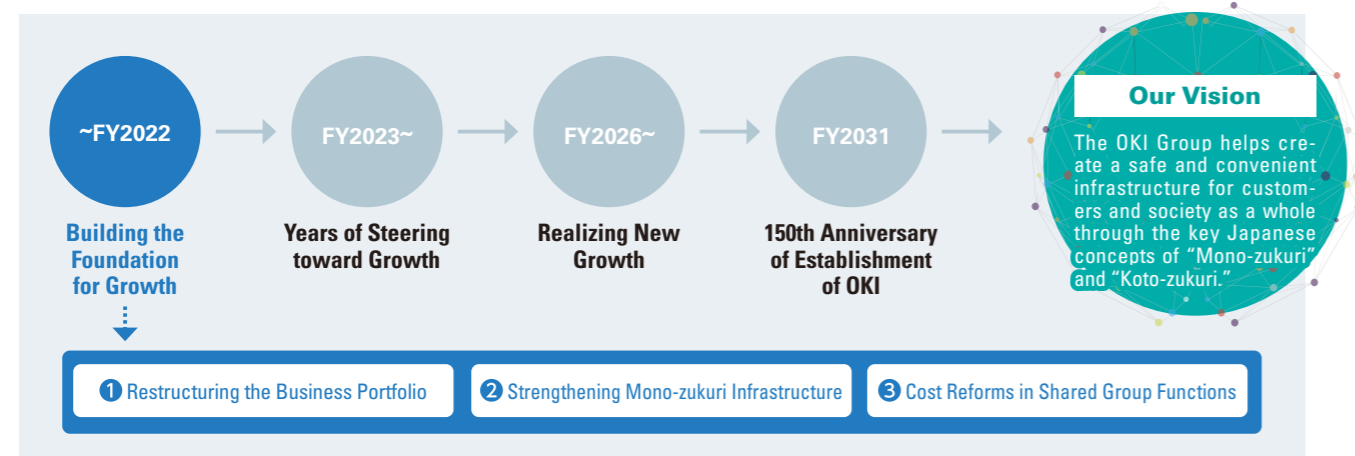 ~FY2022
Building the
Foundation
for Growth
FY2023~
Years of Steering
toward Growth
FY2026~
Realizing New
Growth
FY2031
150th Anniversary
of Establishment
of OKI
Our Vision
The OKI Group helps cre-
ate a safe and convenient
infrastructure for custom-
ers and society as a whole
through the key Japanese
concepts of “Mono-zukuri”
and “Koto-zukuri.”
❶ Restructuring the Business Portfolio
❷ Strengthening Mono-zukuri Infrastructure
❸ Cost Reforms in Shared Group Functions